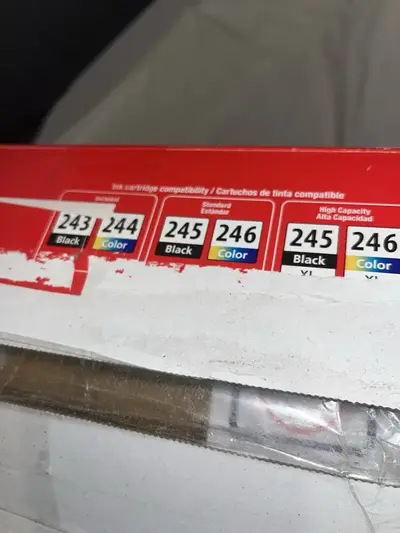 Ink cartridge compatibility / Cartuchos de tinta compatible
Standard
Estándar
High Capacity
Alta Capacidad
243 244 245 246 245 246
Black Color Black Color Black Color
XL